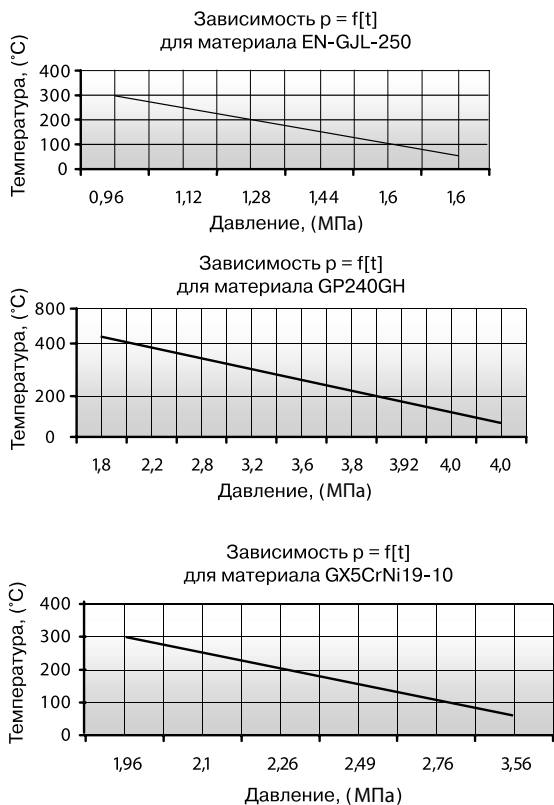 Зависимость p = f[t]
для материала EN-GJL-250
Температура, (°C)
400
300
200
100
0
0,96 1,12 1,28 1,44 1,6 1,6
Давление, (МПа)
Зависимость p = f[t]
для материала GP240GH
Температура, (°C)
800
400
200
0
1,8 2,2 2,8 3,2 3,6 3,8 3,92 4,0 4,0
Давление, (МПа)
Зависимость p = f[t]
для материала GX5CrNi19-10
Температура, (°C)
400
300
200
100
0
1,96 2,1 2,26 2,49 2,76 3,56
Давление, (МПа)